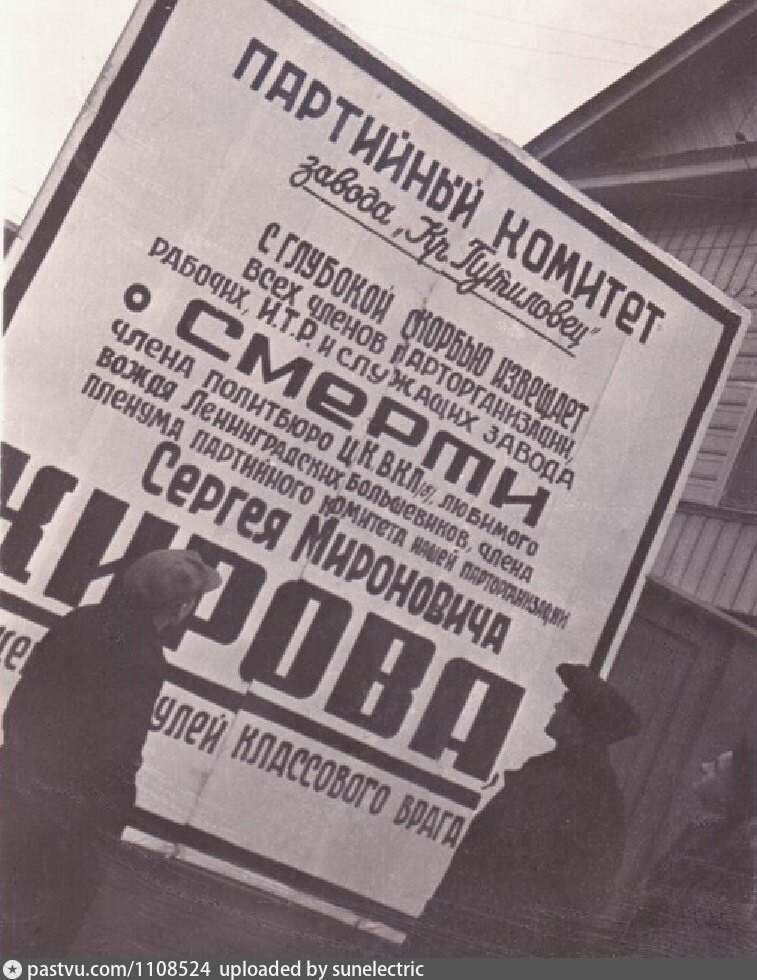 ПАРТИЙНЫЙ КОМИТЕТ
завода „Кр. Путиловец"
С ГЛУБОКОЙ СКОРБЬЮ ИЗВЕЩАЕТ
ВСЕХ ЧЛЕНОВ ПАРТОРГАНИЗАЦИИ,
РАБОЧИХ, И.Т.Р. И СЛУЖАЩИХ ЗАВОДА
О СМЕРТИ
ЧЛЕНА ПОЛИТБЮРО Ц.К.В.К.П(б), ЛЮБИМОГО
ВОЖДЯ ЛЕНИНГРАДСКИХ БОЛЬШЕВИКОВ, ЧЛЕНА
ПЛЕНУМА ПАРТИЙНОГО КОМИТЕТА НАШЕЙ ПАРТОРГАНИЗАЦИИ
СЕРГЕЯ МИРОНОВИЧА
КИРОВА,
УЛЕЙ КЛАССОВОГО ВРАГА
pastvu.com/1108524 uploaded by sunelectric